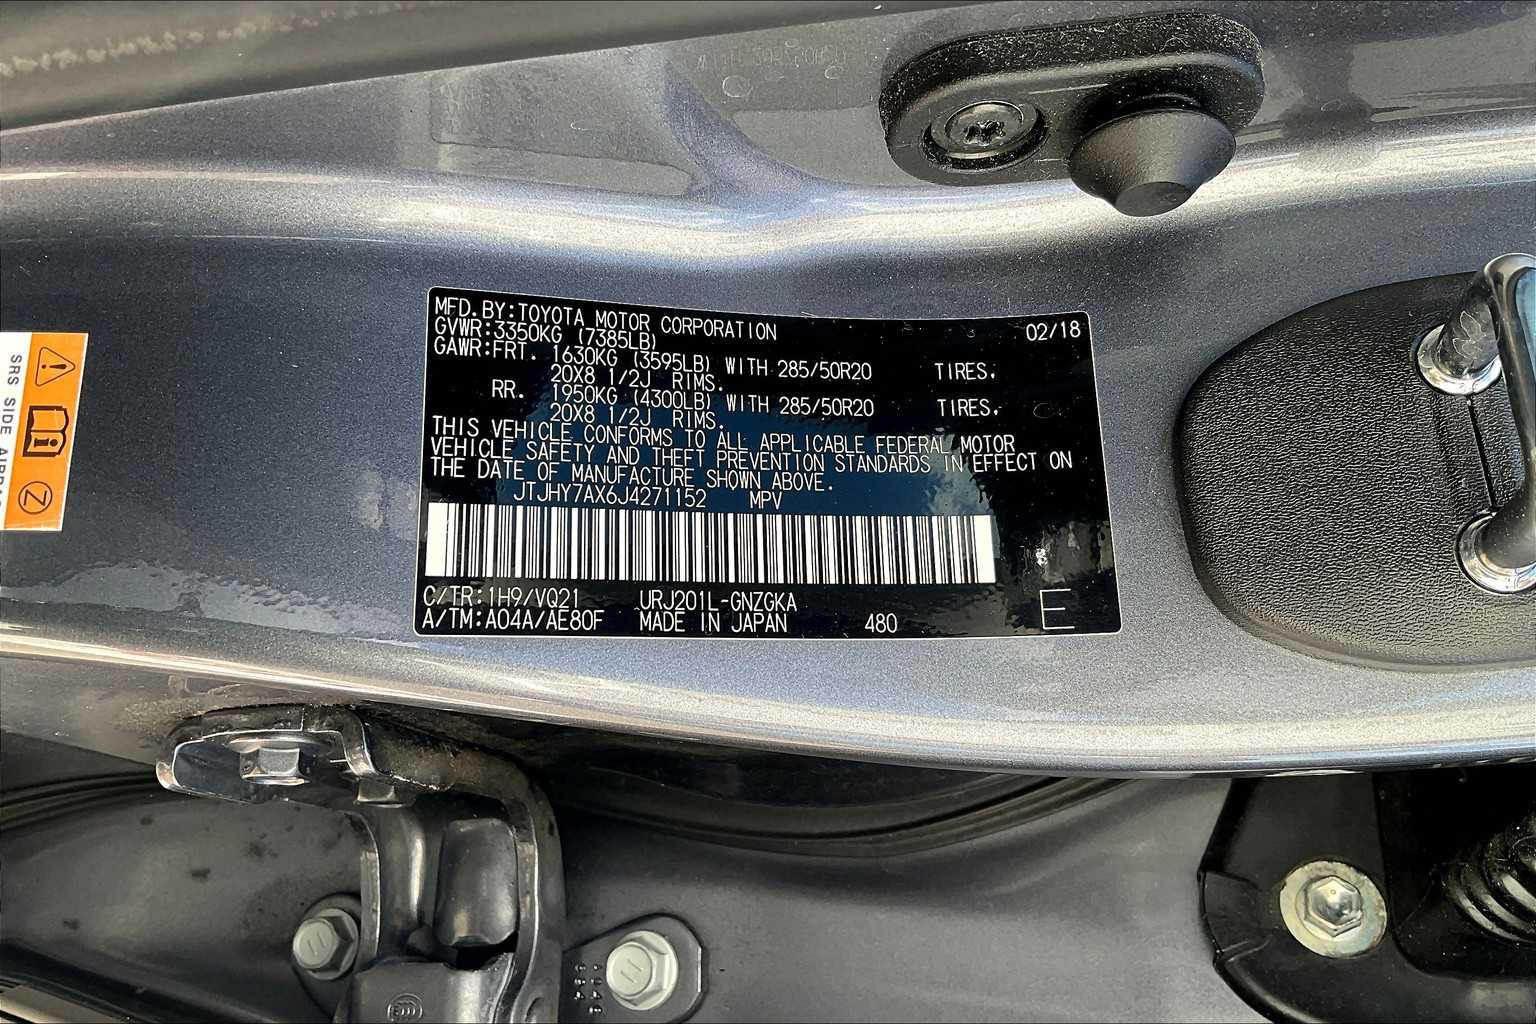 MFD.BY:TOYOTA MOTOR CORPORATION 02/18
GVWR:3350KG (7385LB)
GAWR:FRT. 1630KG (3595LB) WITH 285/50R20 TIRES.
20X8 1/2J RIMS.
RR. 1950KG (4300LB) WITH 285/50R20 TIRES.
20X8 1/2J RIMS.
THIS VEHICLE CONFORMS TO ALL APPLICABLE FEDERAL MOTOR
VEHICLE SAFETY AND THEFT PREVENTION STANDARDS IN EFFECT ON
THE DATE OF MANUFACTURE SHOWN ABOVE.
JTJHY7AX6J4271152 MPV
C/TR:1H9/VQ21 URJ201L-GNZGKA
A/TM:A04A/AE80F MADE IN JAPAN 480 E
SRS SIDE
Z